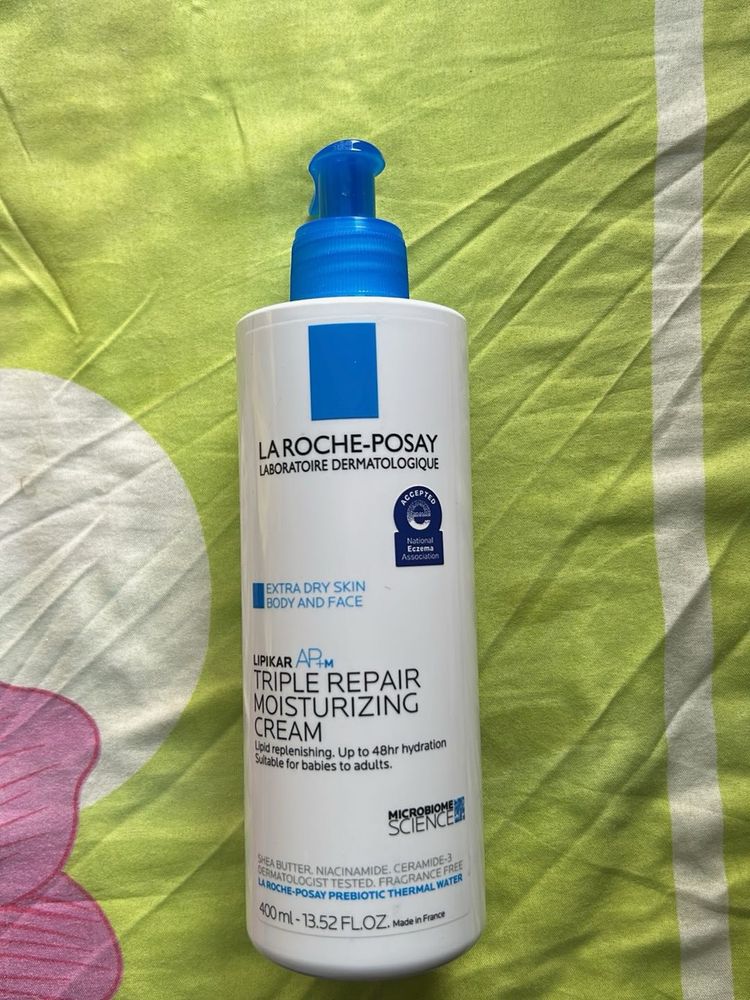 LA ROCHE-POSAY
LABORATOIRE DERMATOLOGIQUE
ACCEPTED
National
Eczema
Association
EXTRA DRY SKIN
BODY AND FACE
LIPIKAR AP+M
TRIPLE REPAIR
MOISTURIZING
CREAM
Lipid replenishing. Up to 48hr hydration
Suitable for babies to adults.
MICROBIOME
SCIENCE
SHEA BUTTER. NIACINAMIDE. CERAMIDE-3
DERMATOLOGIST TESTED. FRAGRANCE FREE
LA ROCHE-POSAY PREBIOTIC THERMAL WATER
400 ml - 13.52 FL.OZ. Made in France